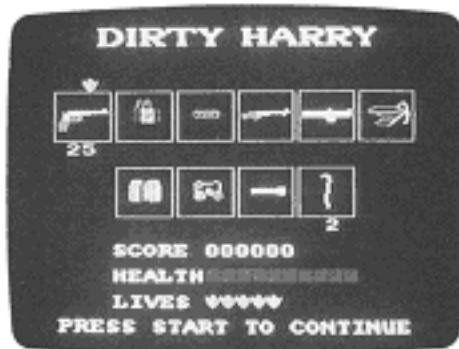 DIRTY HARRY
25
2
SCORE 000000
HEALTH
LIVES
PRESS START TO CONTINUE